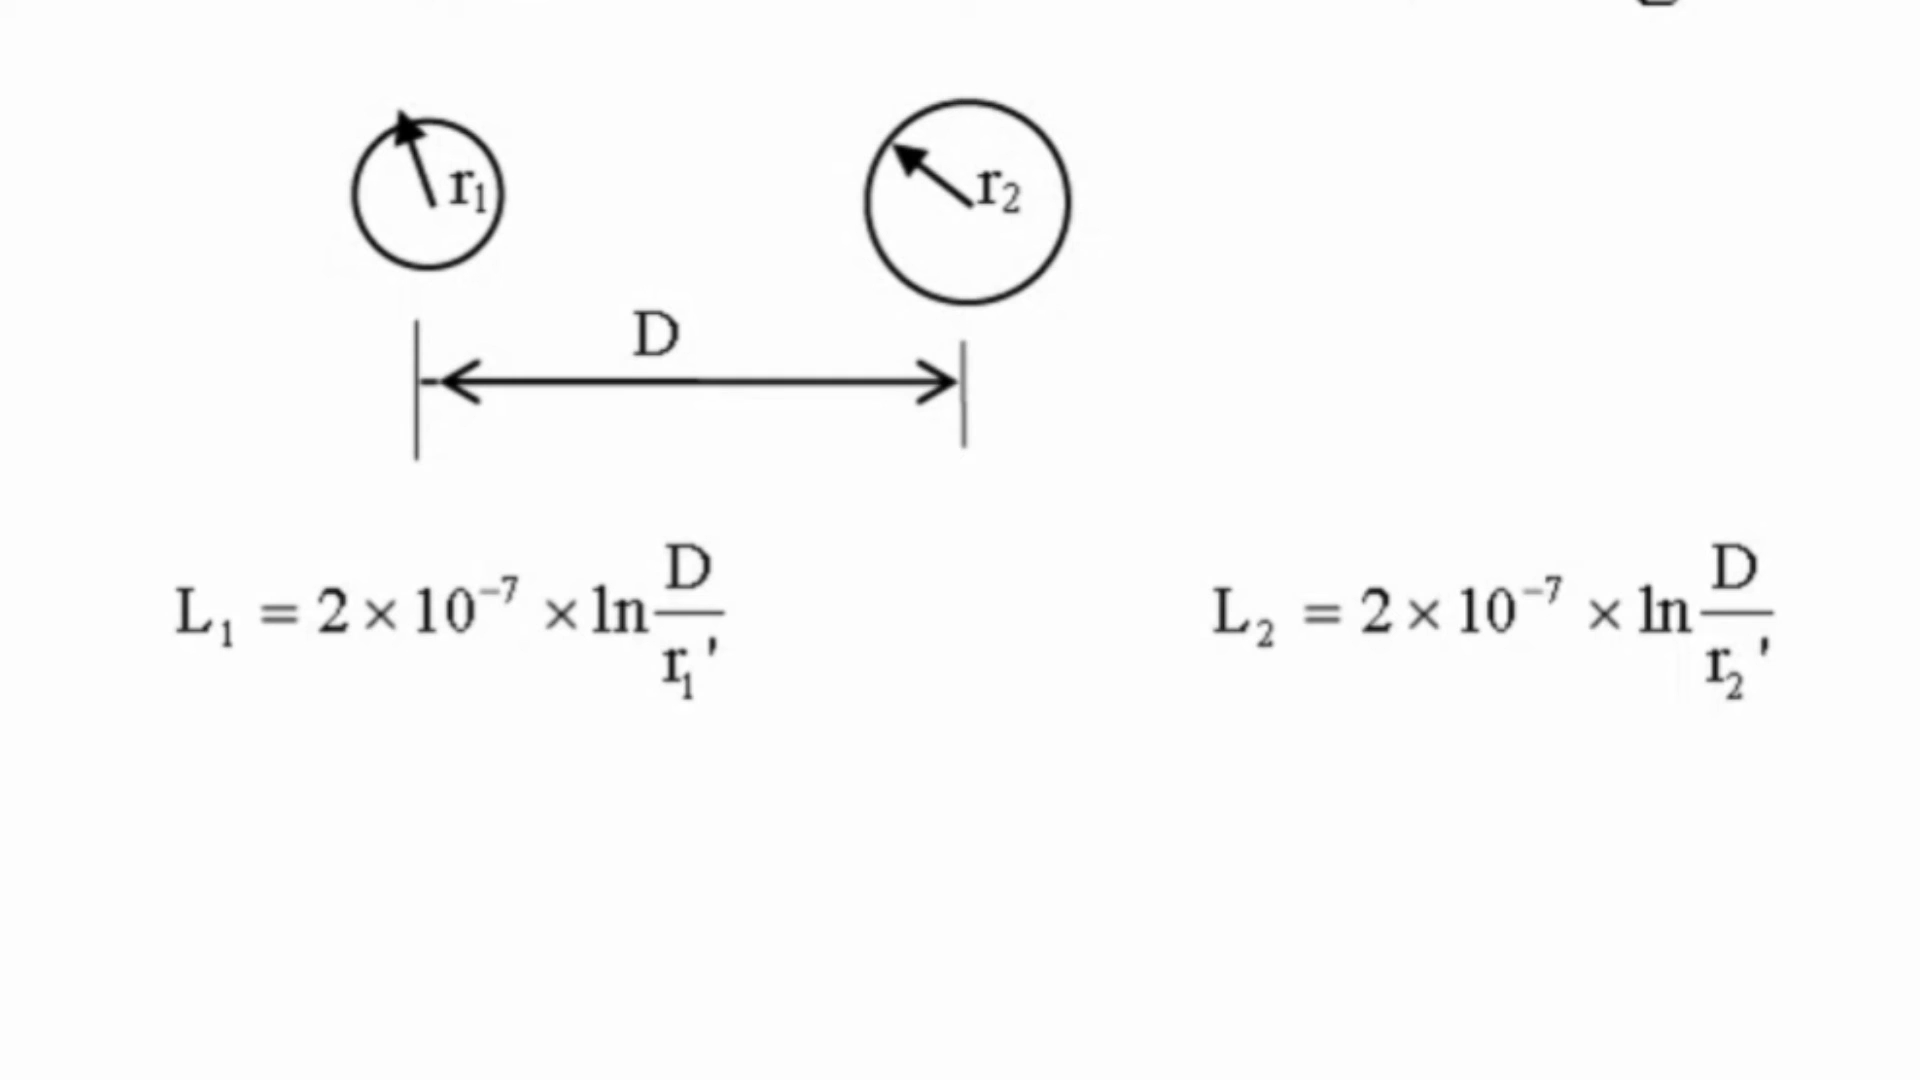 r₁ r₂
D
L₁ = 2 × 10⁻⁷ × ln D/r₁' L₂ = 2 × 10⁻⁷ × ln D/r₂'